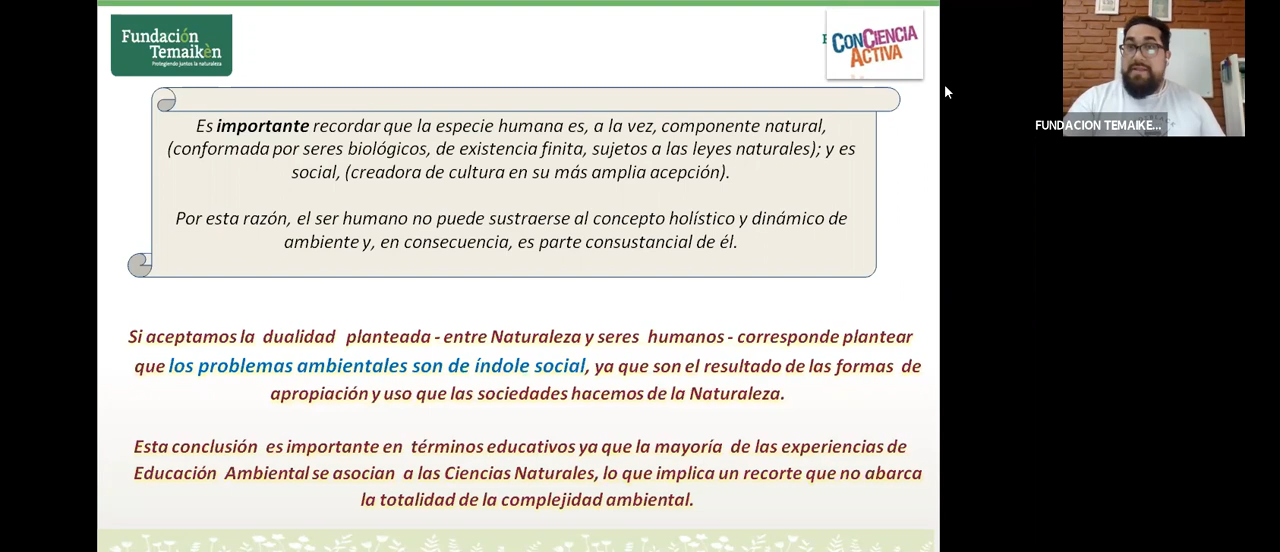 Fundación
Temaikèn
Protegiendo juntos la naturaleza
CONCIENCIA
ACTIVA
Es importante recordar que la especie humana es, a la vez, componente natural,
(conformada por seres biológicos, de existencia finita, sujetos a las leyes naturales); y es
social, (creadora de cultura en su más amplia acepción).
Por esta razón, el ser humano no puede sustraerse al concepto holístico y dinámico de
ambiente y, en consecuencia, es parte consustancial de él.
Si aceptamos la dualidad planteada - entre Naturaleza y seres humanos - corresponde plantear
que los problemas ambientales son de índole social, ya que son el resultado de las formas de
apropiación y uso que las sociedades hacemos de la Naturaleza.
Esta conclusión es importante en términos educativos ya que la mayoría de las experiencias de
Educación Ambiental se asocian a las Ciencias Naturales, lo que implica un recorte que no abarca
la totalidad de la complejidad ambiental.
FUNDACION TEMAIKE...